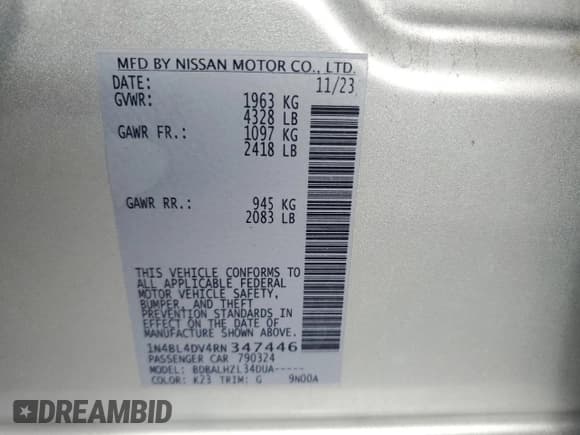 MFD BY NISSAN MOTOR CO., LTD.
DATE: 11/23
GVWR: 1963 KG
4328 LB
GAWR FR.: 1097 KG
2418 LB
GAWR RR.: 945 KG
2083 LB
THIS VEHICLE CONFORMS TO
ALL APPLICABLE FEDERAL
MOTOR VEHICLE SAFETY,
BUMPER, AND THEFT
PREVENTION STANDARDS IN
EFFECT ON THE DATE OF
MANUFACTURE SHOWN ABOVE.
1N4BL4DV4RN347446
PASSENGER CAR 790324
MODEL: BDBALHZL34DUA-----
COLOR: K23 TRIM: G 9N00A
DREAMBID